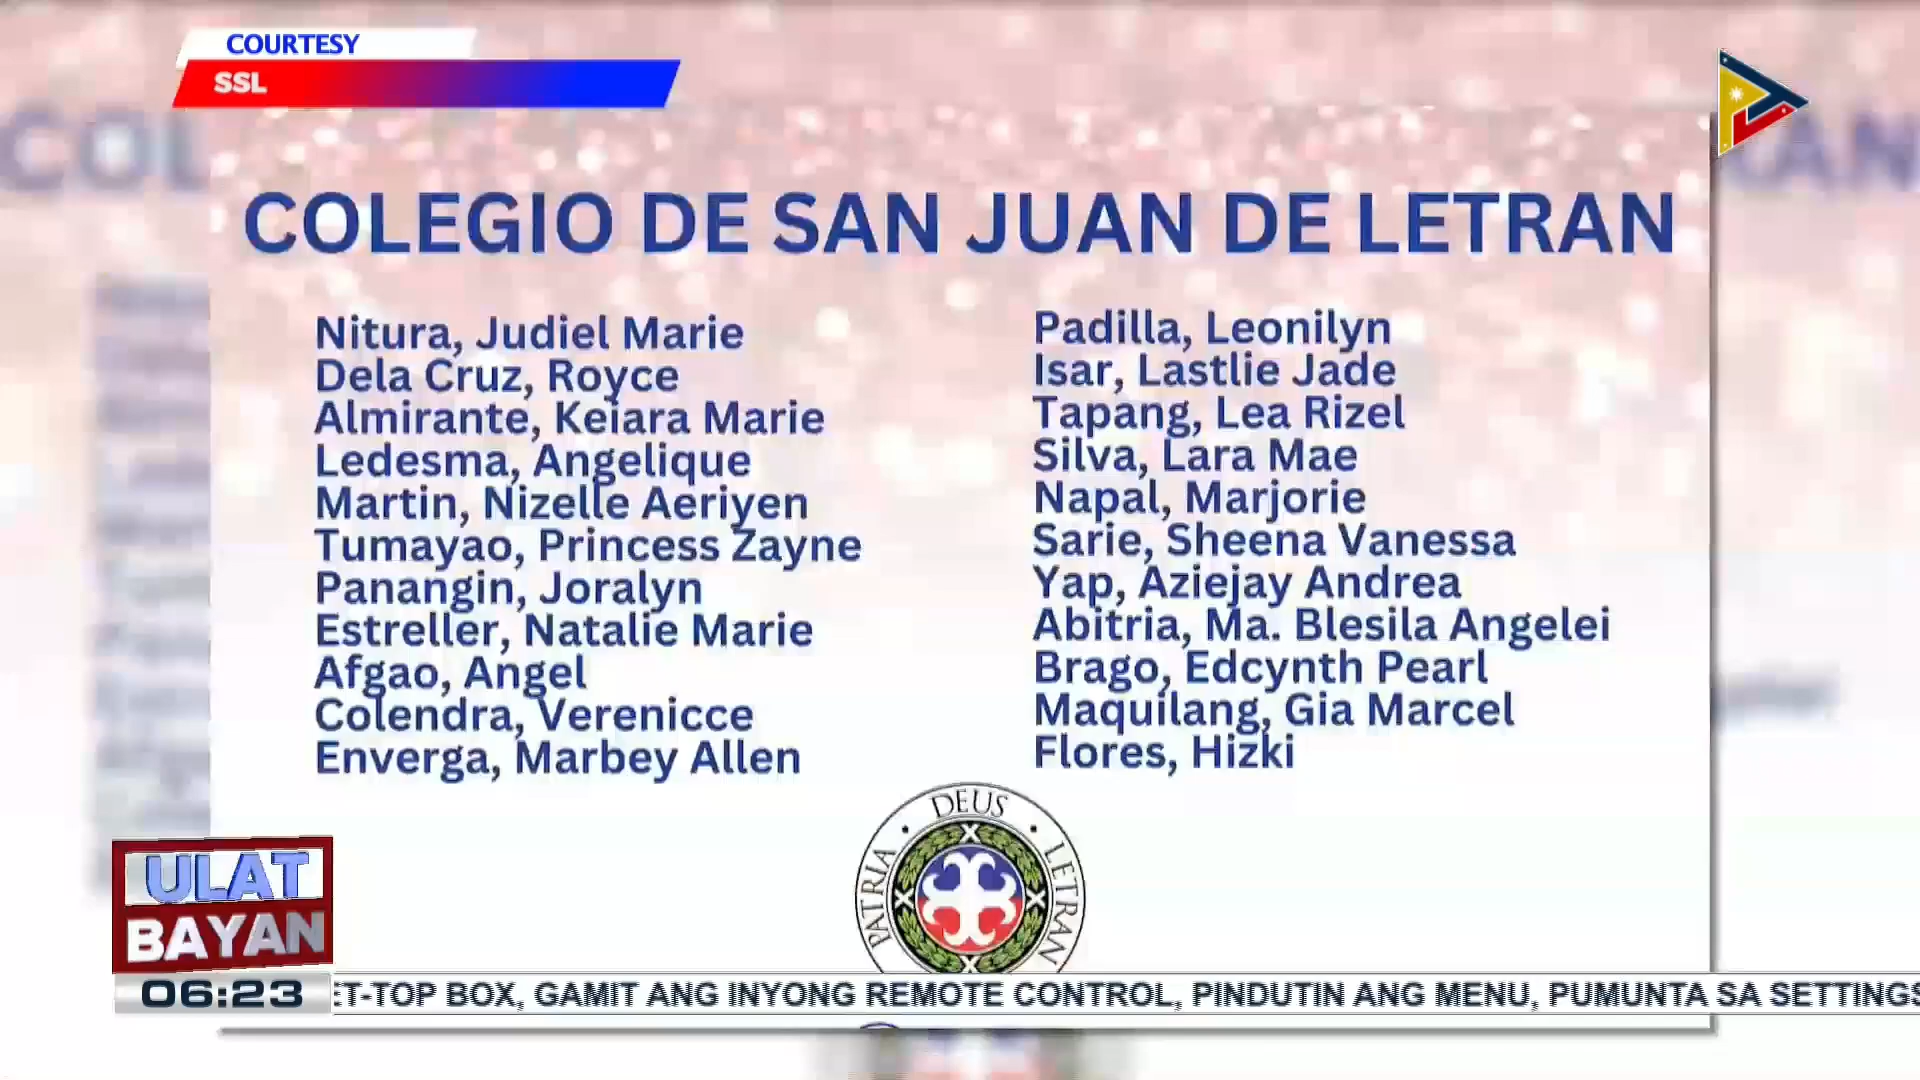 COURTESY
SSL
COLEGIO DE SAN JUAN DE LETRAN
Nitura, Judiel Marie
Dela Cruz, Royce
Almirante, Keiara Marie
Ledesma, Angelique
Martin, Nizelle Aeriyen
Tumayao, Princess Zayne
Panangin, Joralyn
Estreller, Natalie Marie
Afgao, Angel
Colendra, Verenicce
Enverga, Marbey Allen
Padilla, Leonilyn
Isar, Lastlie Jade
Tapang, Lea Rizel
Silva, Lara Mae
Napal, Marjorie
Sarie, Sheena Vanessa
Yap, Aziejay Andrea
Abitria, Ma. Blesila Angelei
Brago, Edcynth Pearl
Maquilang, Gia Marcel
Flores, Hizki
DEUS PATRIA LETRAN
ULAT
BAYAN
06:23
ET-TOP BOX, GAMIT ANG INYONG REMOTE CONTROL, PINDUTIN ANG MENU, PUMUNTA SA SETTINGS